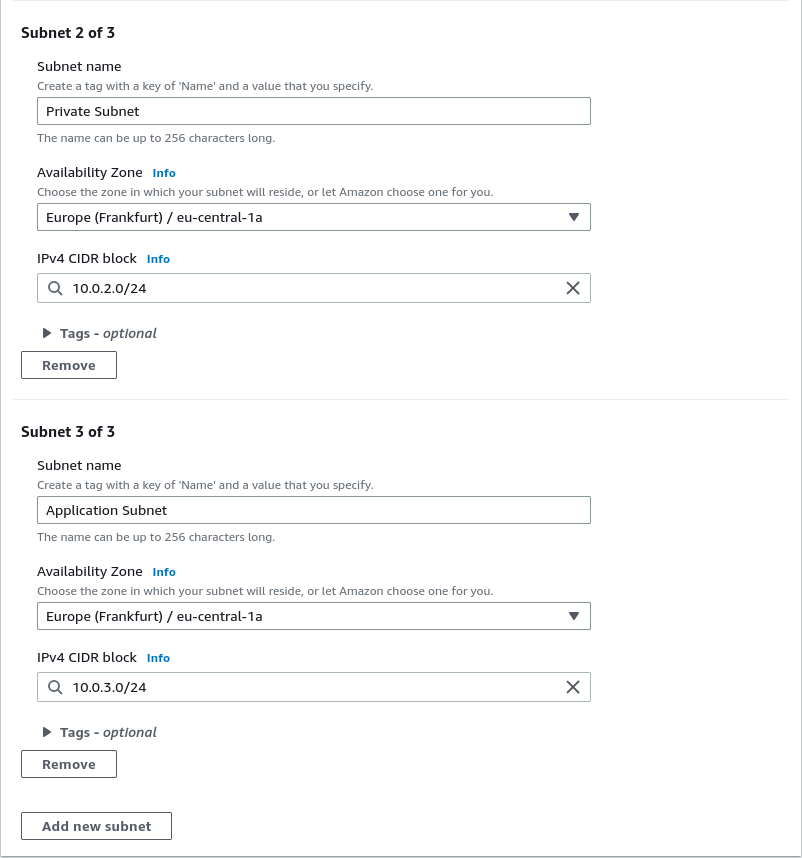 Subnet 2 of 3
Subnet name
Create a tag with a key of 'Name' and a value that you specify.
Private Subnet
The name can be up to 256 characters long.
Availability Zone Info
Choose the zone in which your subnet will reside, or let Amazon choose one for you.
Europe (Frankfurt) / eu-central-1a
IPv4 CIDR block Info
10.0.2.0/24
Tags - optional
Remove
Subnet 3 of 3
Subnet name
Create a tag with a key of 'Name' and a value that you specify.
Application Subnet
The name can be up to 256 characters long.
Availability Zone Info
Choose the zone in which your subnet will reside, or let Amazon choose one for you.
Europe (Frankfurt) / eu-central-1a
IPv4 CIDR block Info
10.0.3.0/24
Tags - optional
Remove
Add new subnet